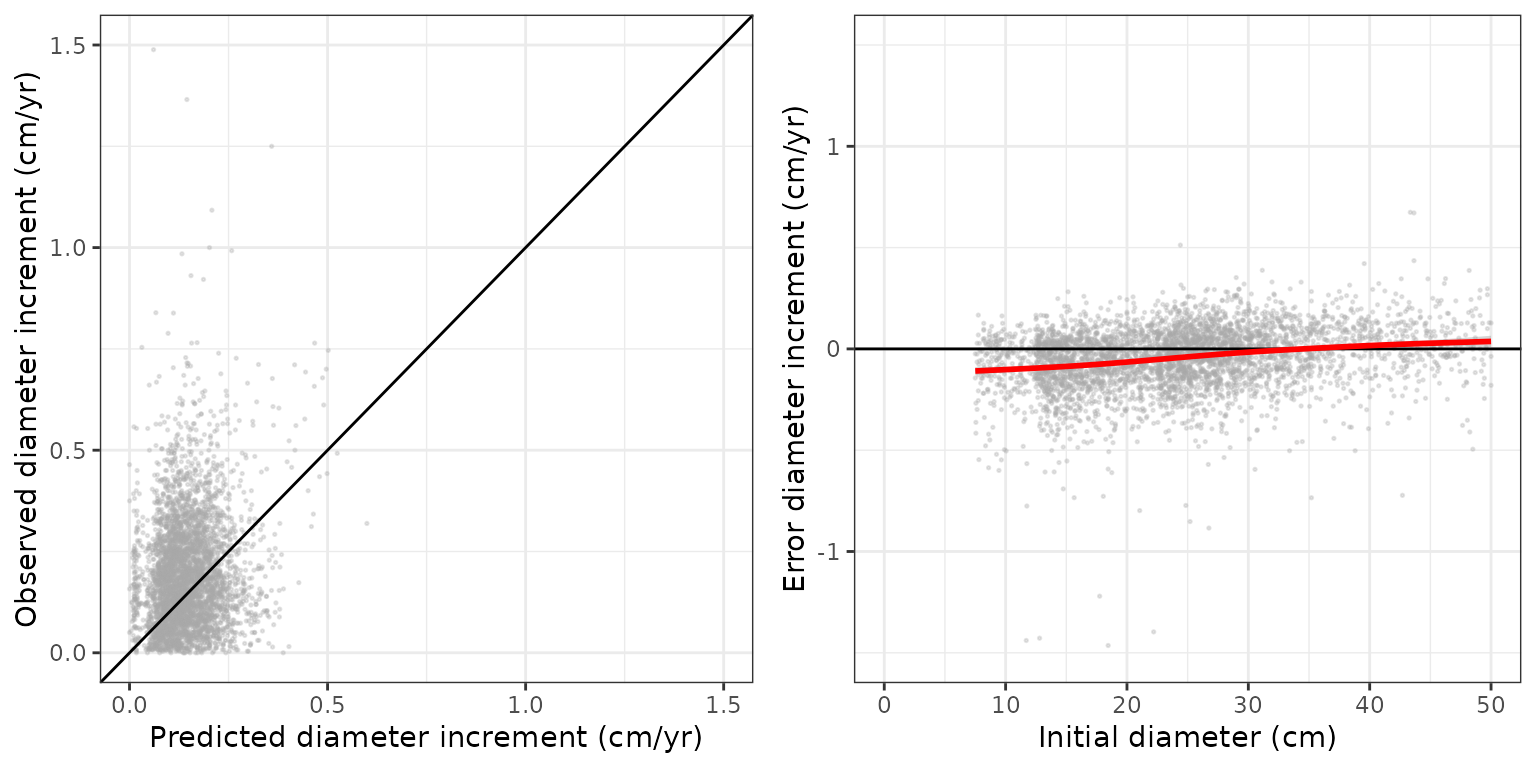 Observed diameter increment (cm/yr)
1.5
1.0
0.5
0.0
0.0 0.5 1.0 1.5
Predicted diameter increment (cm/yr)
Error diameter increment (cm/yr)
1
0
-1
0 10 20 30 40 50
Initial diameter (cm)